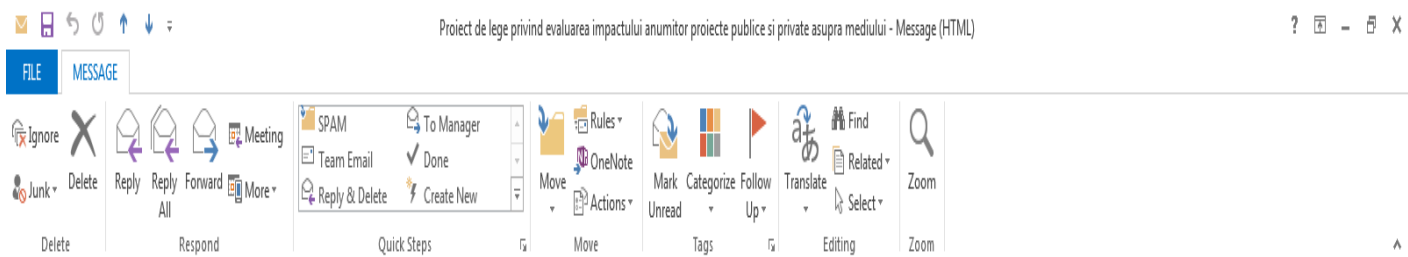 Proiect de lege privind evaluarea impactului anumitor proiecte publice si private asupra mediului - Message (HTML)
FILE MESSAGE
Ignore
Junk
Delete
Reply
Reply All
Forward
Meeting
More
SPAM
To Manager
Team Email
Done
Reply & Delete
Create New
Move
Rules
OneNote
Actions
Mark Unread
Categorize
Follow Up
Translate
Find
Related
Select
Zoom
Delete Respond Quick Steps Move Tags Editing Zoom